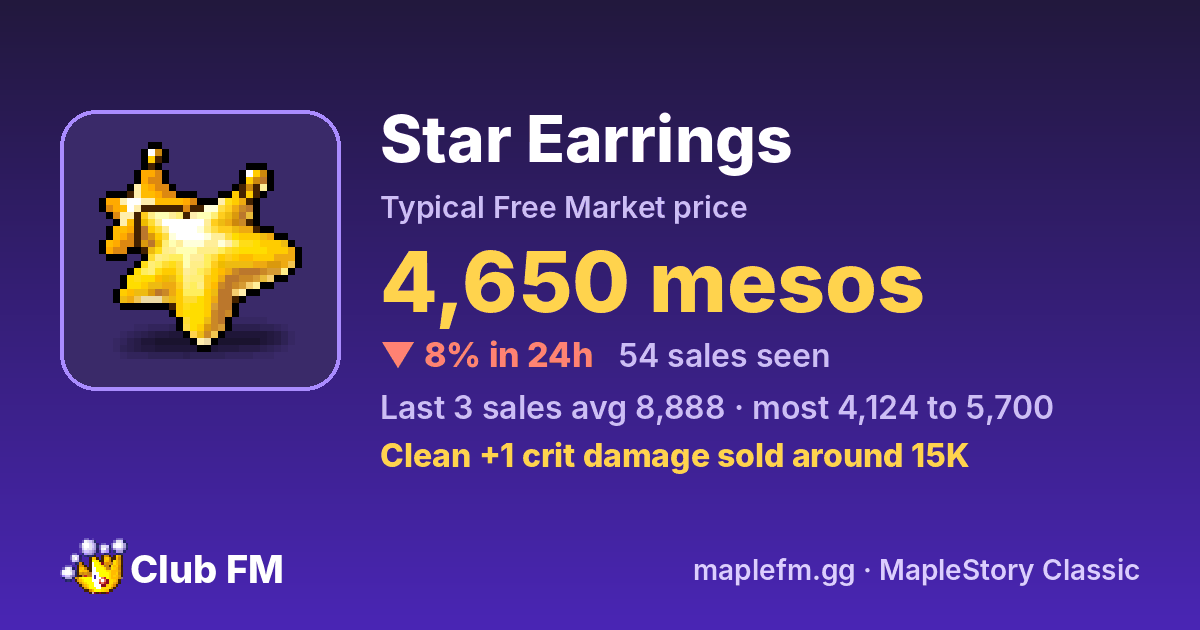 Star Earrings
Typical Free Market price
4,650 mesos
▼ 8% in 24h 54 sales seen
Last 3 sales avg 8,888 · most 4,124 to 5,700
Clean +1 crit damage sold around 15K
Club FM
maplefm.gg · MapleStory Classic